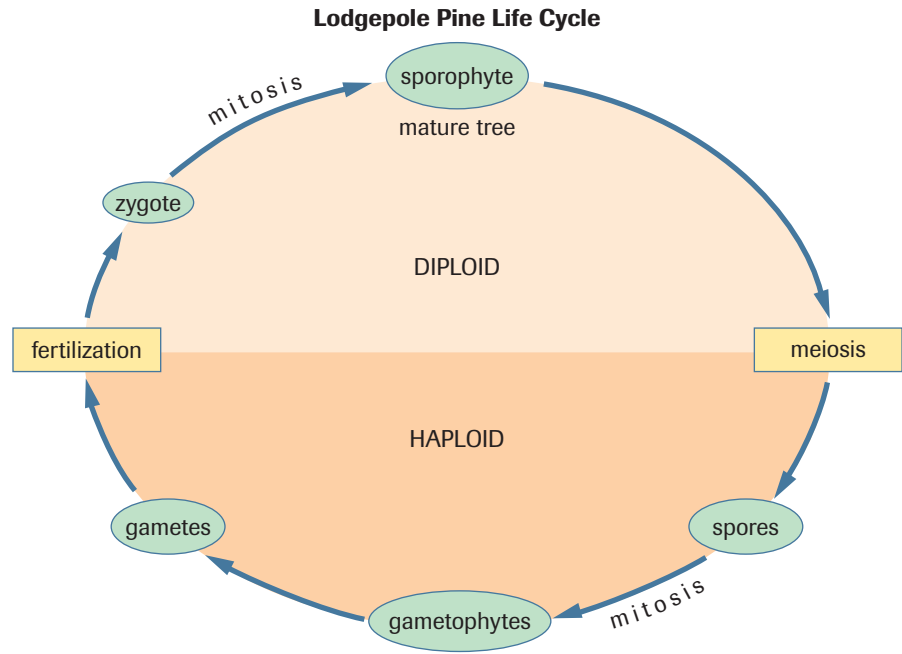 Lodgepole Pine Life Cycle
sporophyte
mitosis
mature tree
zygote
DIPLOID
fertilization
meiosis
HAPLOID
gametes
spores
mitosis
gametophytes